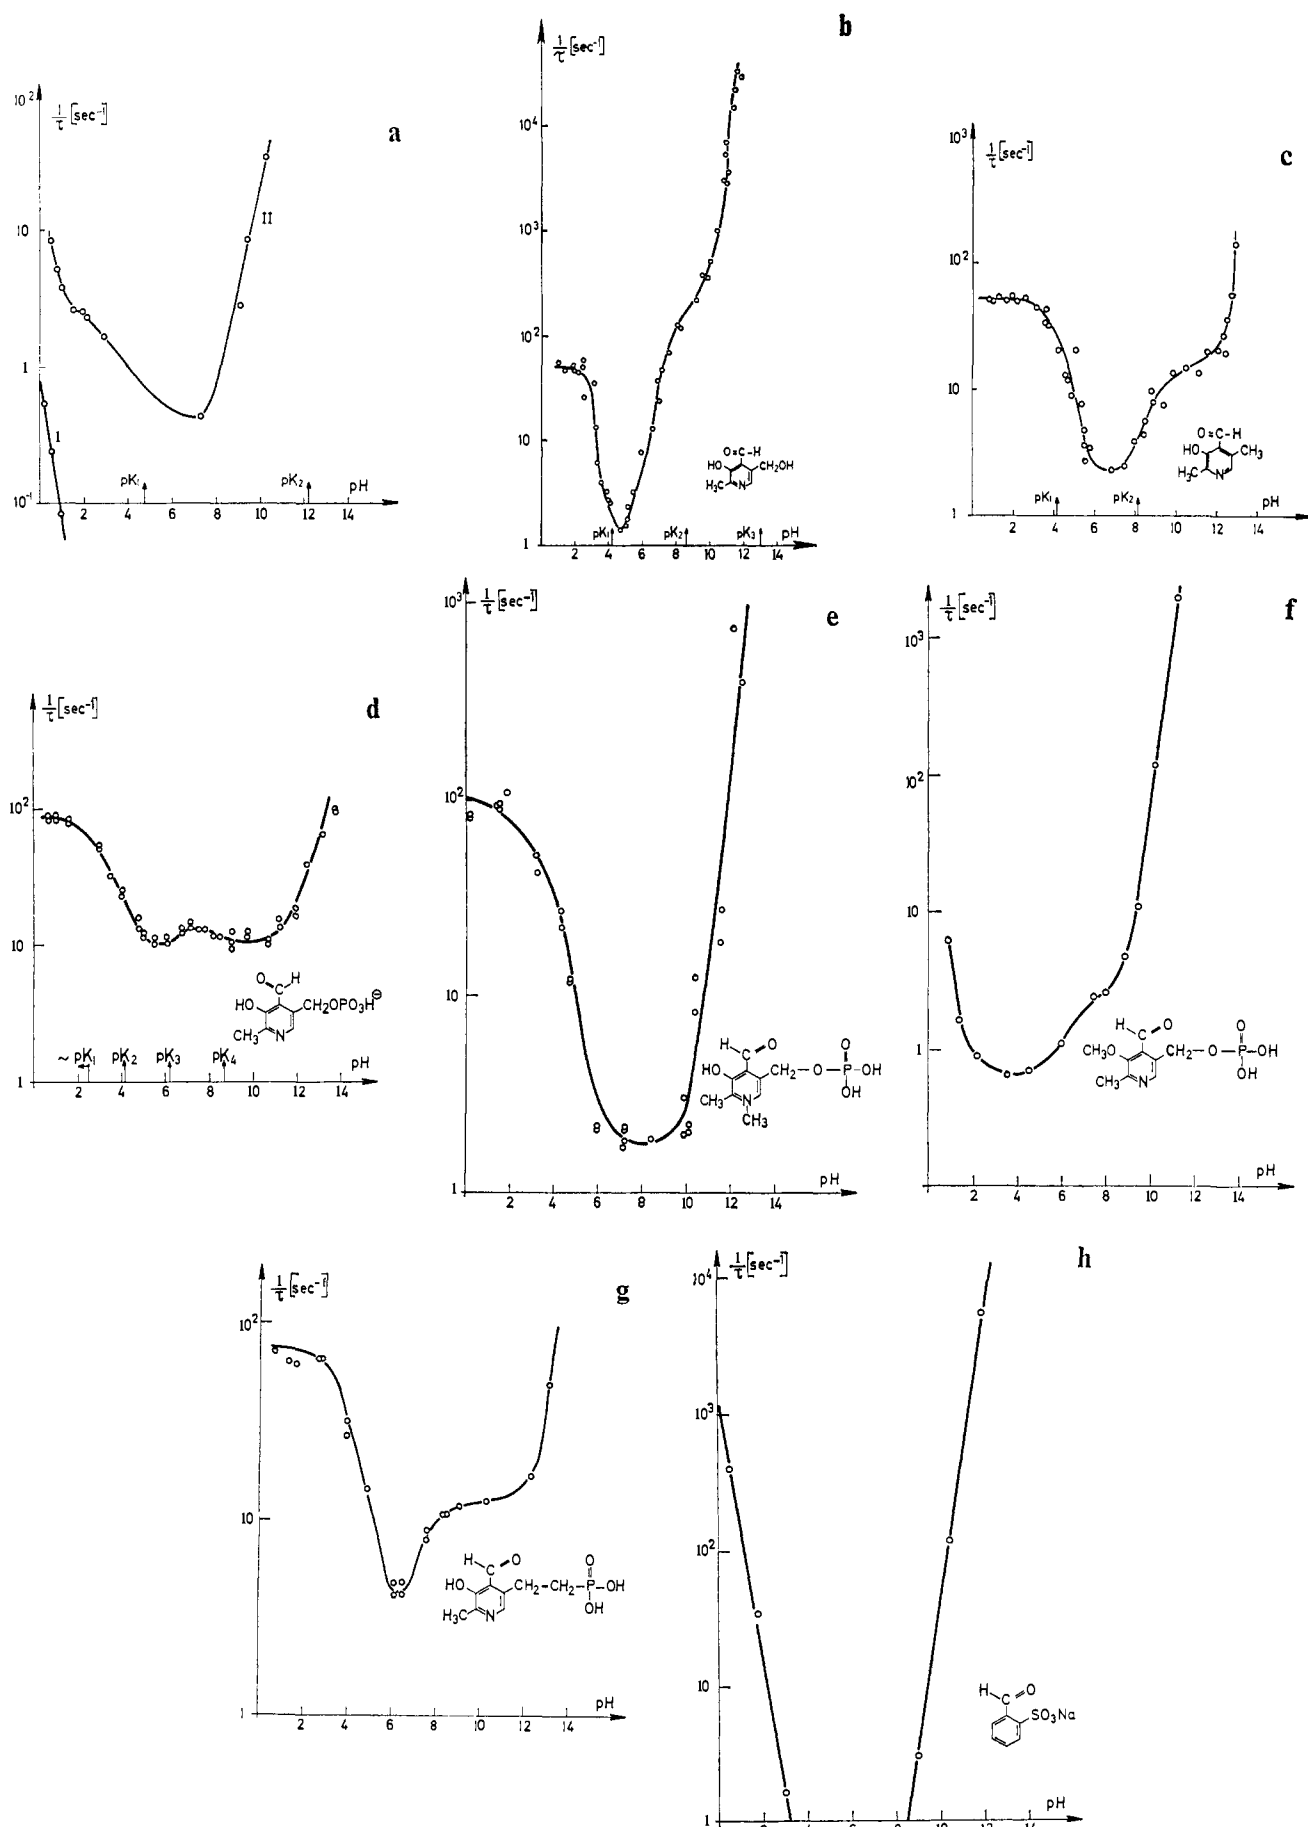 b
1/τ [sec⁻¹]
10⁴
10³
10²
10
1
pK₁ pK₂ pK₃
2 4 6 8 10 12 14 pH
O=C-H
HO CH₂OH
H₃C N
a
1/τ [sec⁻¹]
10²
10
1
10⁻¹
I
II
pK₁ pK₂ pH
2 4 6 8 10 12 14
c
1/τ [sec⁻¹]
10³
10²
10
1
pK₁ pK₂ pH
2 4 6 8 10 12 14
O=C-H
HO CH₃
H₃C N
d
1/τ [sec⁻¹]
10²
10
1
~pK₁ pK₂ pK₃ pK₄ pH
2 4 6 8 10 12 14
O H
C
HO CH₂OPO₃H⊖
CH₃ N
e
1/τ [sec⁻¹]
10³
10²
10
1
pH
2 4 6 8 10 12 14
H C O
HO CH₂-O-P-OH
O
OH
CH₃ N
CH₃
f
1/τ [sec⁻¹]
10³
10²
10
1
pH
2 4 6 8 10 12 14
H C O
CH₃O CH₂-O-P-OH
O
OH
CH₃ N
g
1/τ [sec⁻¹]
10²
10
1
pH
2 4 6 8 10 12 14
H C O
HO CH₂-CH₂-P-OH
O
OH
H₃C N
h
1/τ [sec⁻¹]
10⁴
10³
10²
10
1
pH
2 4 6 8 10 12 14
H C O
SO₃Na